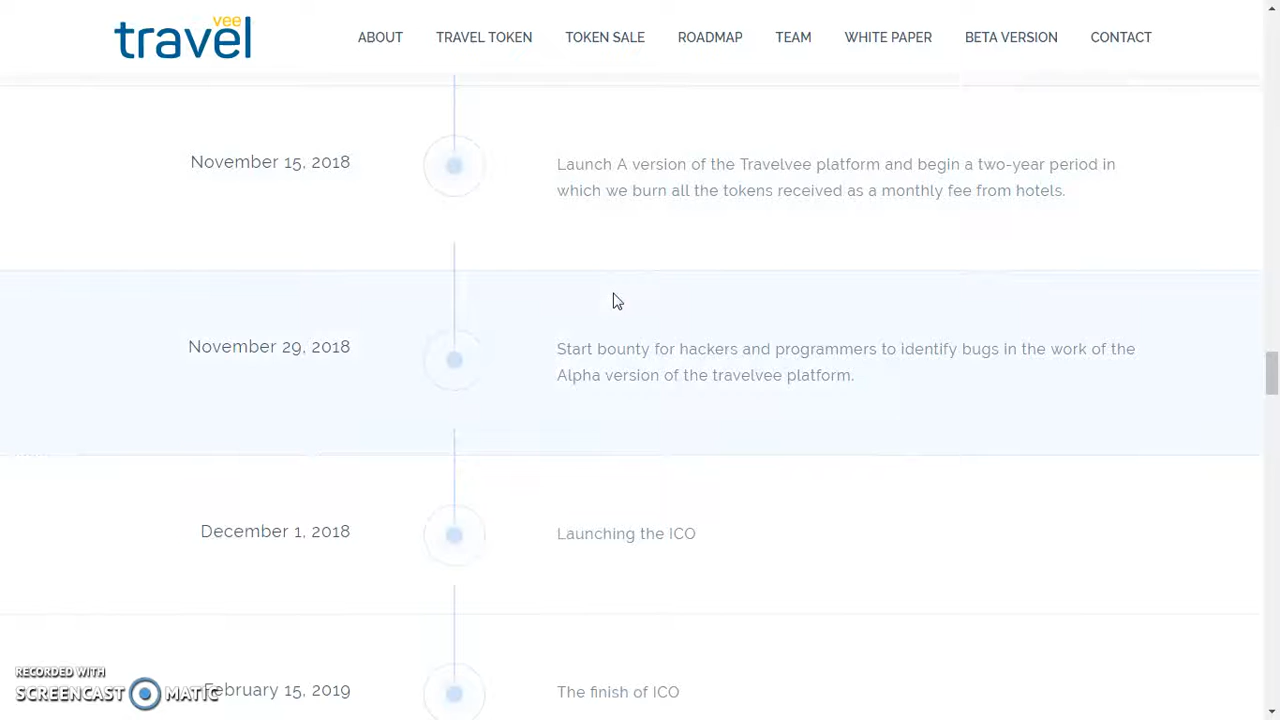 travel vee
ABOUT TRAVEL TOKEN TOKEN SALE ROADMAP TEAM WHITE PAPER BETA VERSION CONTACT
November 15, 2018
Launch A version of the Travelvee platform and begin a two-year period in
which we burn all the tokens received as a monthly fee from hotels.
November 29, 2018
Start bounty for hackers and programmers to identify bugs in the work of the
Alpha version of the travelvee platform.
December 1, 2018
Launching the ICO
February 15, 2019
The finish of ICO
RECORDED WITH
SCREENCAST MATIC